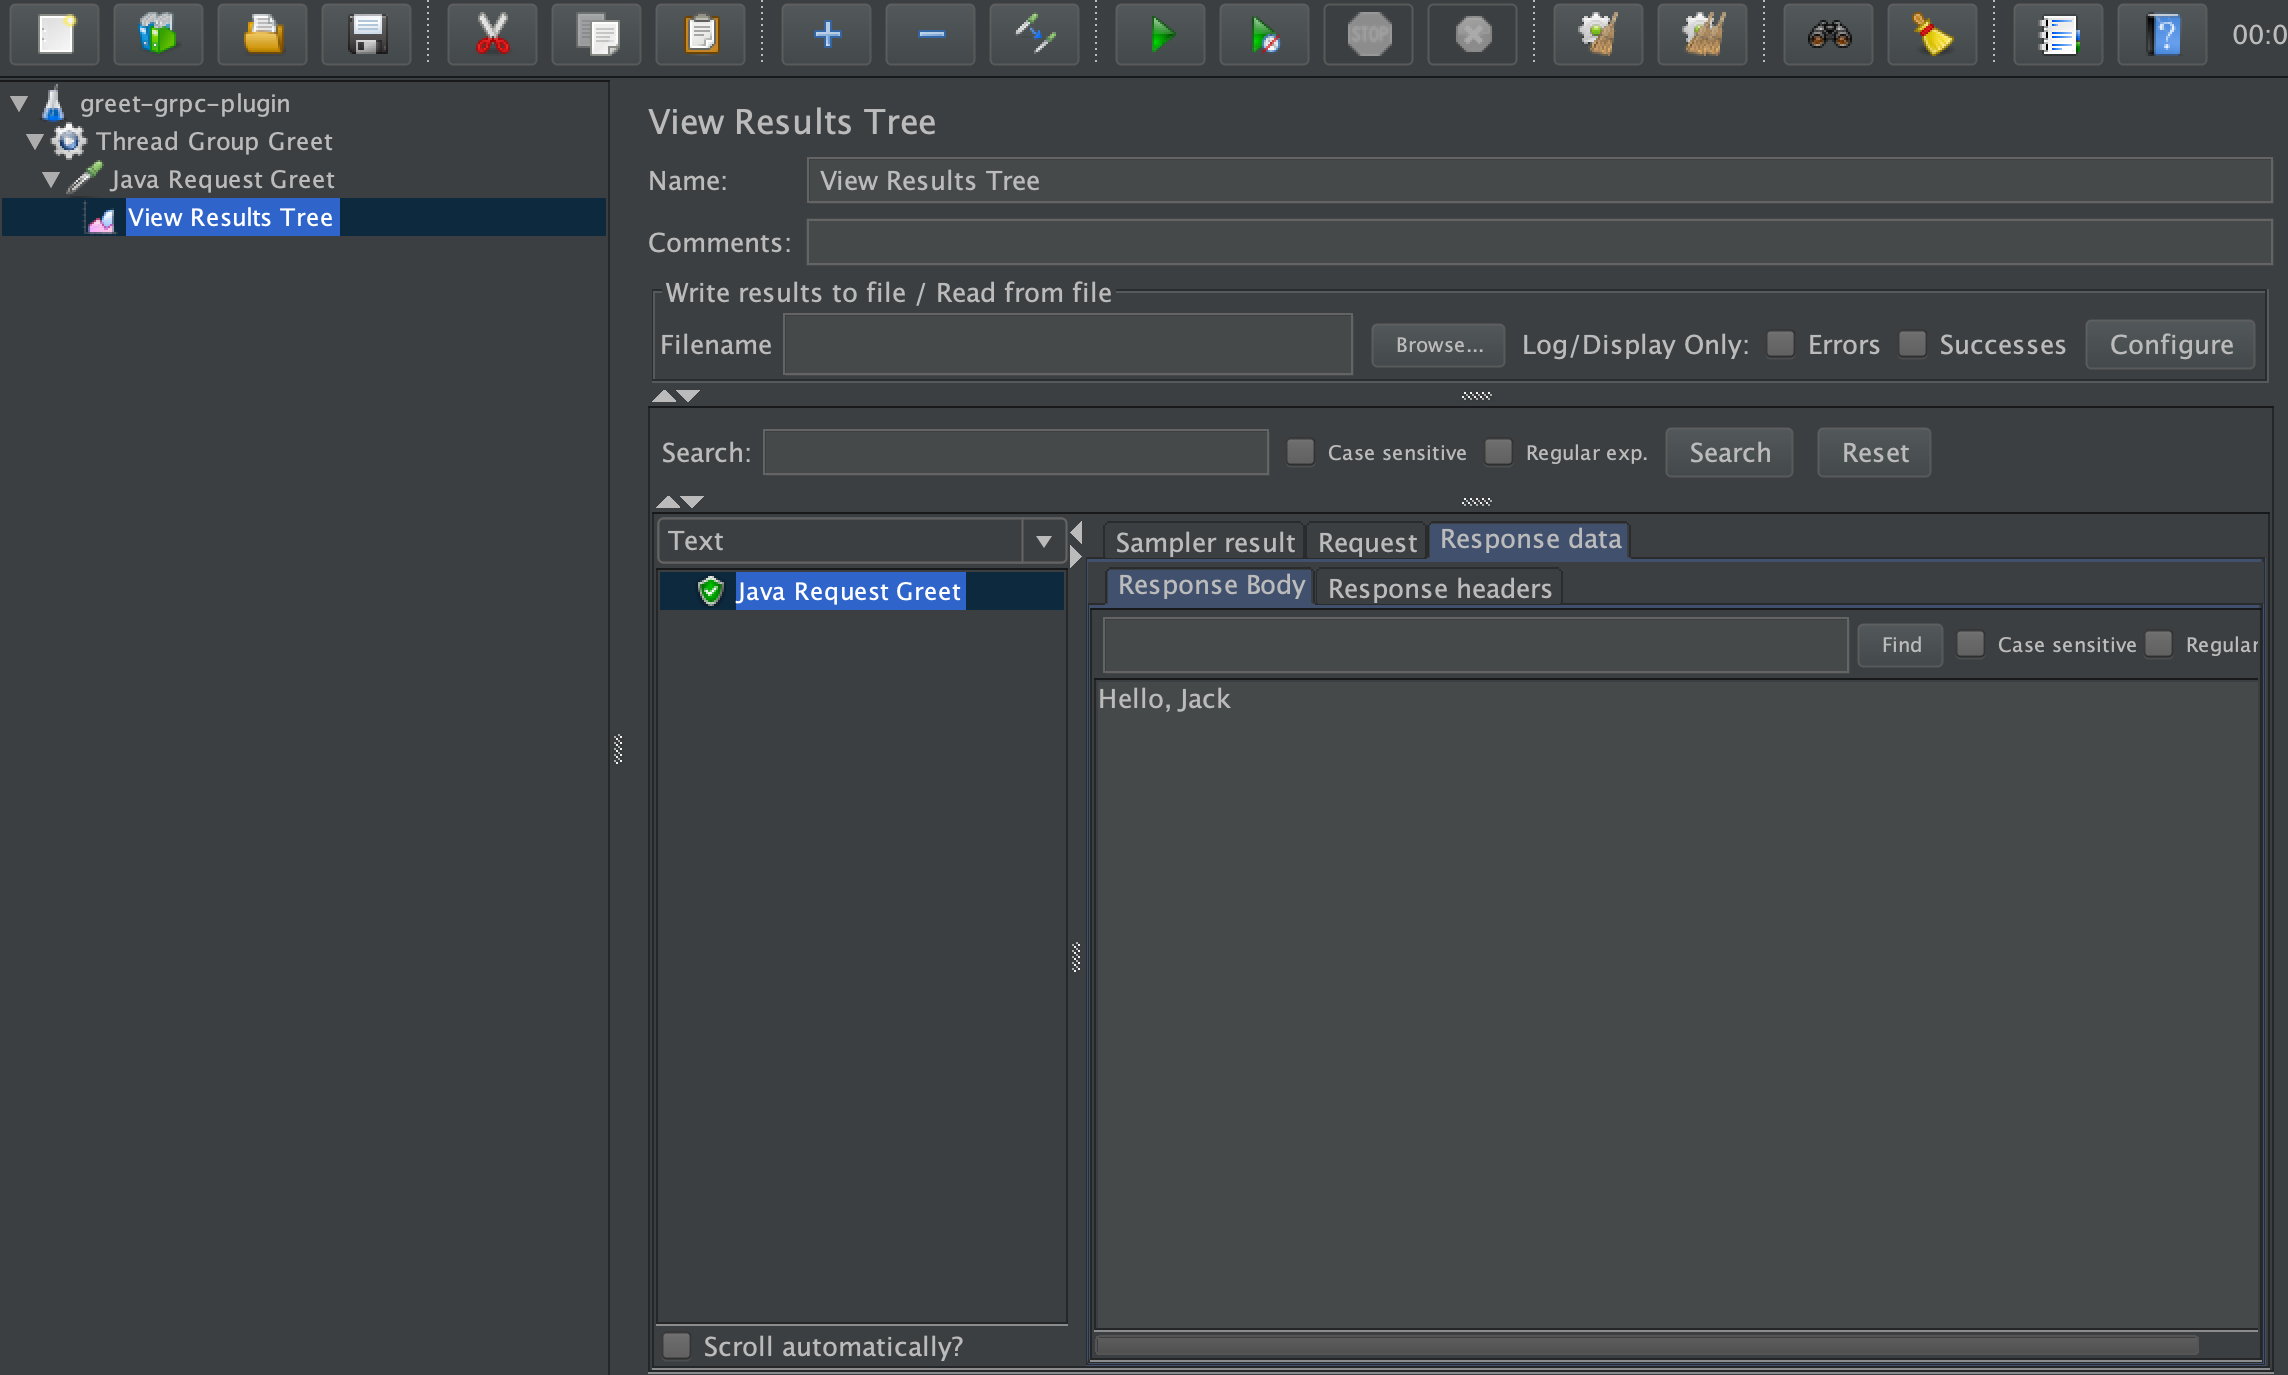 STOP
00:0
greet-grpc-plugin
Thread Group Greet
Java Request Greet
View Results Tree
View Results Tree
Name: View Results Tree
Comments:
Write results to file / Read from file
Filename Browse... Log/Display Only: Errors Successes Configure
Search: Case sensitive Regular exp. Search Reset
Text
Java Request Greet
Scroll automatically?
Sampler result Request Response data
Response Body Response headers
Find Case sensitive Regular
Hello, Jack